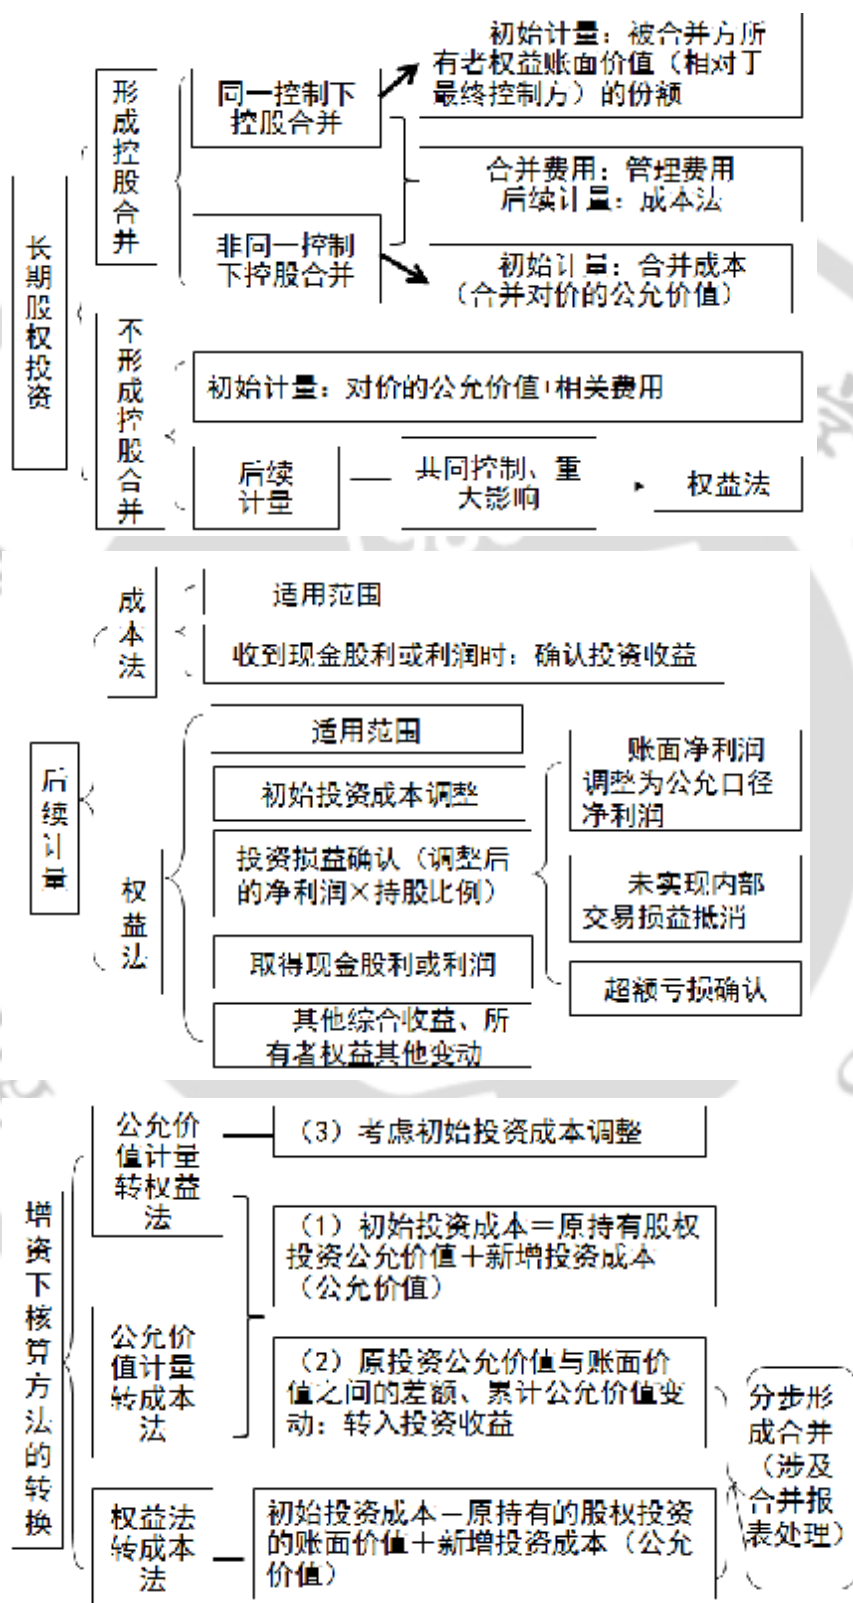 长期股权投资
形成控股合并
同一控制下
控股合并
初始计量：被合并方所
有者权益账面价值（相对于
最终控制方）的份额
合并费用：管理费用
后续计量：成本法
非同一控制
下控股合并
初始计量：合并成本
（合并对价的公允价值）
不形成控股合并
初始计量：对价的公允价值+相关费用
后续
计量
共同控制、重
大影响
权益法
后续计量
成本法
适用范围
收到现金股利或利润时：确认投资收益
权益法
适用范围
初始投资成本调整
投资损益确认（调整后
的净利润×持股比例）
账面净利润
调整为公允口径
净利润
未实现内部
交易损益抵消
超额亏损确认
取得现金股利或利润
其他综合收益、所
有者权益其他变动
增资下核算方法的转换
公允价
值计量
转权益
法
（3）考虑初始投资成本调整
（1）初始投资成本＝原持有股权
投资公允价值＋新增投资成本
（公允价值）
公允价
值计量
转成本
法
（2）原投资公允价值与账面价
值之间的差额、累计公允价值变
动：转入投资收益
权益法
转成本
法
初始投资成本＝原持有的股权投资
的账面价值＋新增投资成本（公允
价值）
分步形
成合并
（涉及
合并报
表处理）